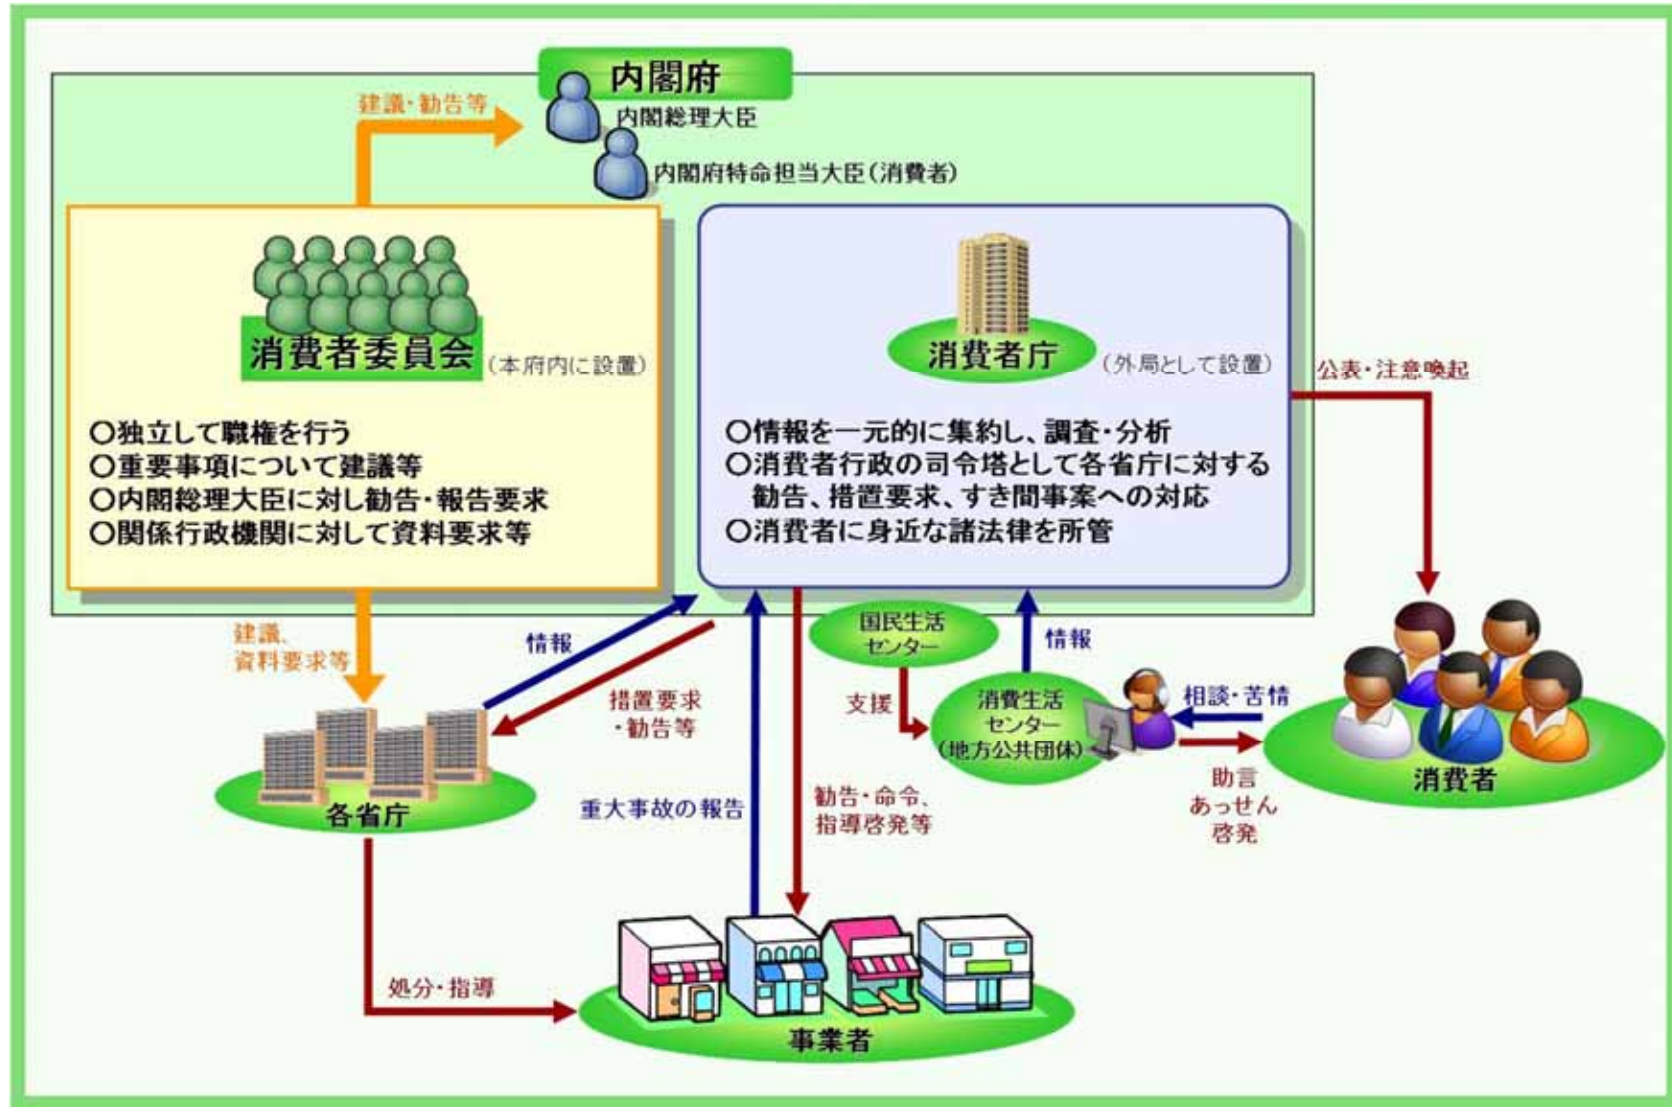 内閣府
内閣総理大臣
内閣府特命担当大臣(消費者)
建議・勧告等
消費者委員会
(本府内に設置)
○独立して職権を行う
○重要事項について建議等
○内閣総理大臣に対し勧告・報告要求
○関係行政機関に対して資料要求等
消費者庁
(外局として設置)
○情報を一元的に集約し、調査・分析
○消費者行政の司令塔として各省庁に対する
勧告、措置要求、すき間事案への対応
○消費者に身近な諸法律を所管
公表・注意喚起
建議、
資料要求等
情報
措置要求
・勧告等
国民生活
センター
支援
情報
消費生活
センター
(地方公共団体)
相談・苦情
助言
あっせん
啓発
消費者
各省庁
重大事故の報告
勧告・命令、
指導啓発等
処分・指導
事業者